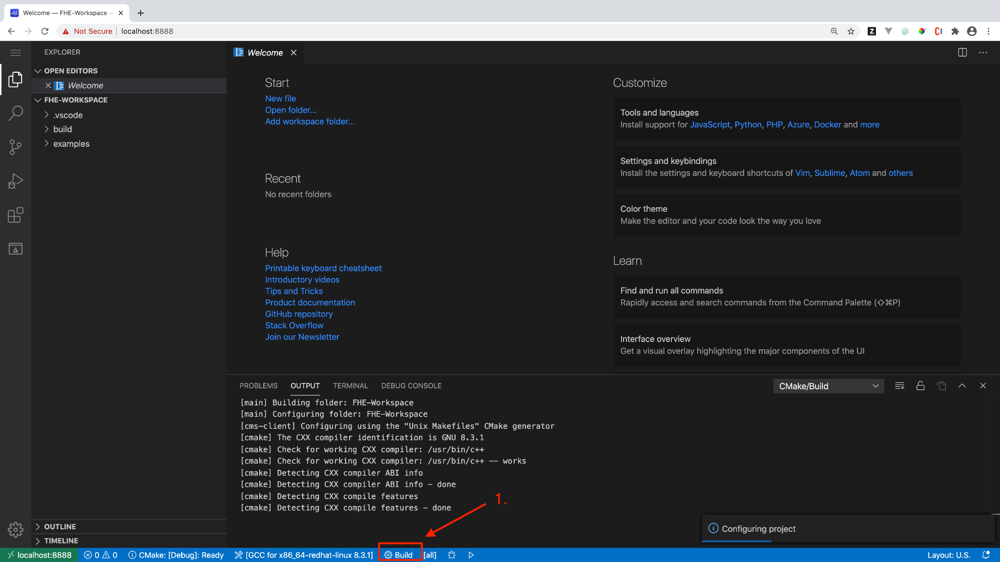 Welcome — FHE-Workspace —
Not Secure
localhost:8888
EXPLORER
OPEN EDITORS
Welcome
FHE-WORKSPACE
.vscode
build
examples
OUTLINE
TIMELINE
Welcome
Start
New file
Open folder...
Add workspace folder...
Recent
No recent folders
Help
Printable keyboard cheatsheet
Introductory videos
Tips and Tricks
Product documentation
GitHub repository
Stack Overflow
Join our Newsletter
Customize
Tools and languages
Install support for JavaScript, Python, PHP, Azure, Docker and more
Settings and keybindings
Install the settings and keyboard shortcuts of Vim, Sublime, Atom and others
Color theme
Make the editor and your code look the way you love
Learn
Find and run all commands
Rapidly access and search commands from the Command Palette (⇧⌘P)
Interface overview
Get a visual overlay highlighting the major components of the UI
PROBLEMS OUTPUT TERMINAL DEBUG CONSOLE
CMake/Build
[main] Building folder: FHE-Workspace
[main] Configuring folder: FHE-Workspace
[cms-client] Configuring using the "Unix Makefiles" CMake generator
[cmake] The CXX compiler identification is GNU 8.3.1
[cmake] Check for working CXX compiler: /usr/bin/c++
[cmake] Check for working CXX compiler: /usr/bin/c++ -- works
[cmake] Detecting CXX compiler ABI info
[cmake] Detecting CXX compiler ABI info - done
[cmake] Detecting CXX compile features
[cmake] Detecting CXX compile features - done
1.
Configuring project
localhost:8888 0 0 CMake: [Debug]: Ready [GCC for x86_64-redhat-linux 8.3.1] Build [all] Layout: U.S.